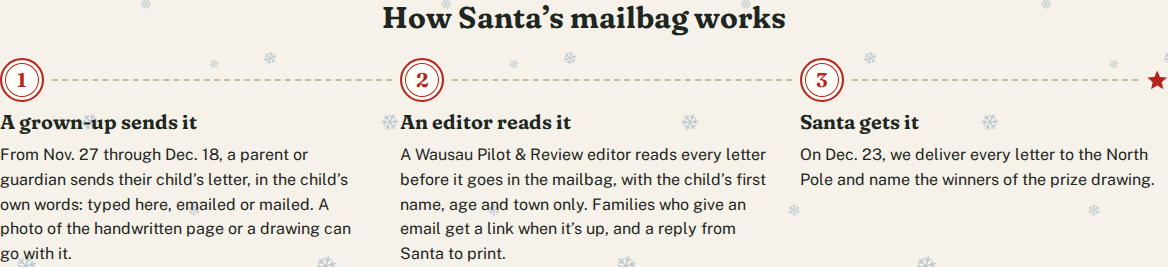 How Santa’s mailbag works
1
A grown-up sends it
From Nov. 27 through Dec. 18, a parent or
guardian sends their child’s letter, in the child’s
own words: typed here, emailed or mailed. A
photo of the handwritten page or a drawing can
go with it.
2
An editor reads it
A Wausau Pilot & Review editor reads every letter
before it goes in the mailbag, with the child’s first
name, age and town only. Families who give an
email get a link when it’s up, and a reply from
Santa to print.
3
Santa gets it
On Dec. 23, we deliver every letter to the North
Pole and name the winners of the prize drawing.